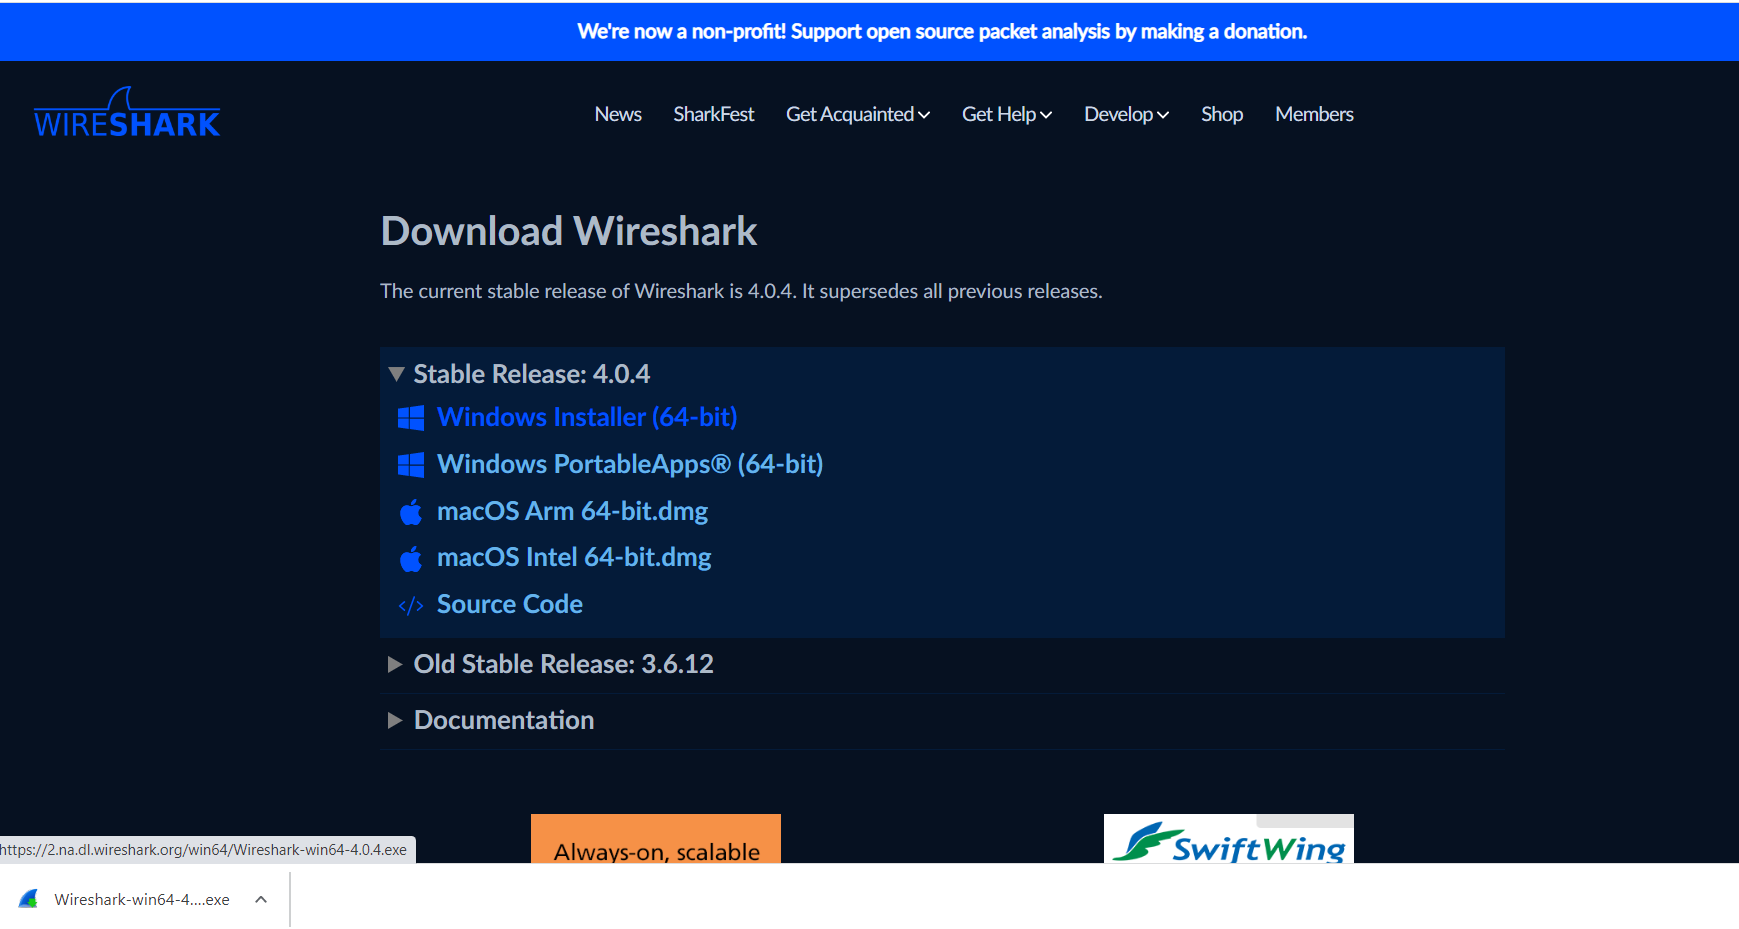 We're now a non-profit! Support open source packet analysis by making a donation.
WIRESHARK
News SharkFest Get Acquainted Get Help Develop Shop Members
Download Wireshark
The current stable release of Wireshark is 4.0.4. It supersedes all previous releases.
Stable Release: 4.0.4
Windows Installer (64-bit)
Windows PortableApps® (64-bit)
macOS Arm 64-bit.dmg
macOS Intel 64-bit.dmg
</> Source Code
Old Stable Release: 3.6.12
Documentation
Always-on, scalable
SwiftWing
https://2.na.dl.wireshark.org/win64/Wireshark-win64-4.0.4.exe
Wireshark-win64-4....exe